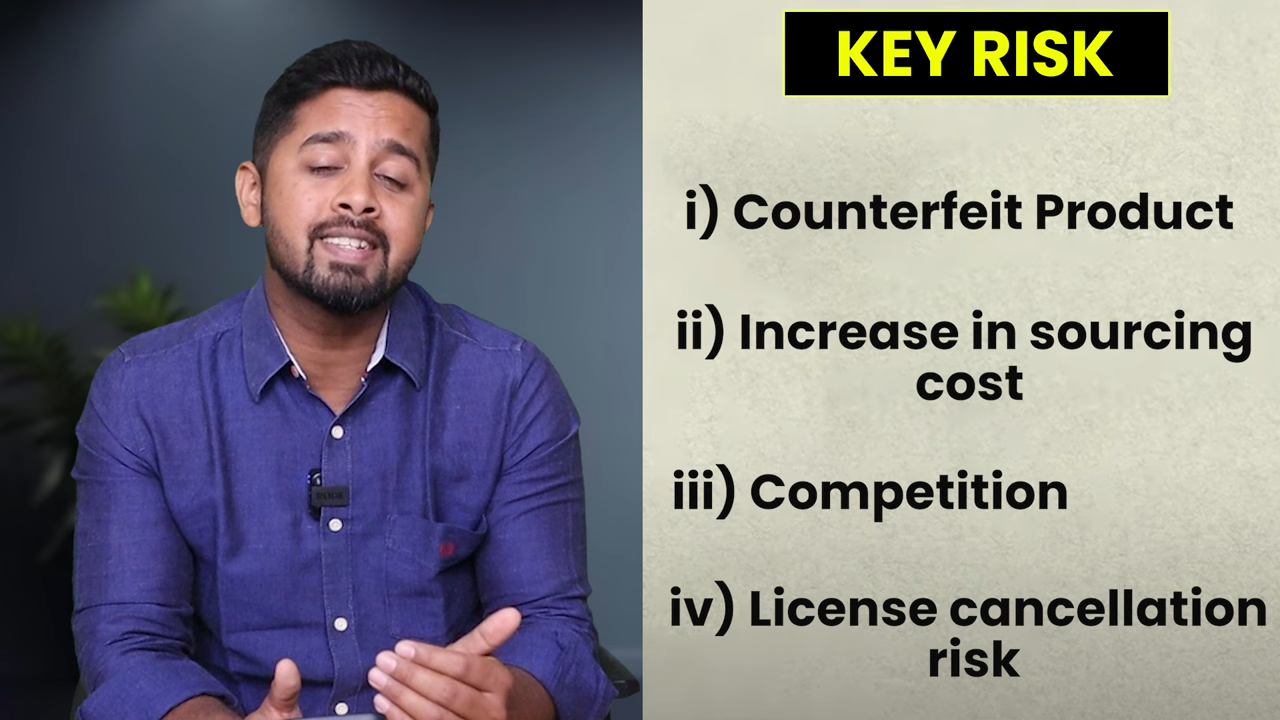 KEY RISK
i) Counterfeit Product
ii) Increase in sourcing
cost
iii) Competition
iv) License cancellation
risk